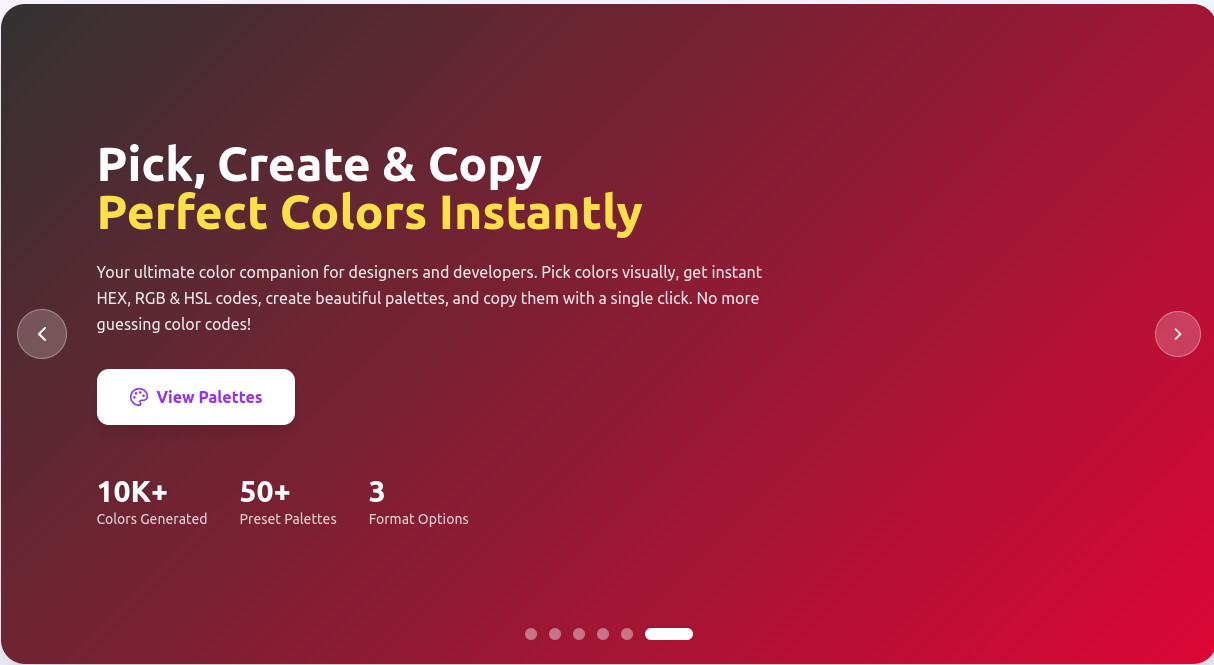 Pick, Create & Copy
Perfect Colors Instantly
Your ultimate color companion for designers and developers. Pick colors visually, get instant
HEX, RGB & HSL codes, create beautiful palettes, and copy them with a single click. No more
guessing color codes!
View Palettes
10K+ 50+ 3
Colors Generated Preset Palettes Format Options